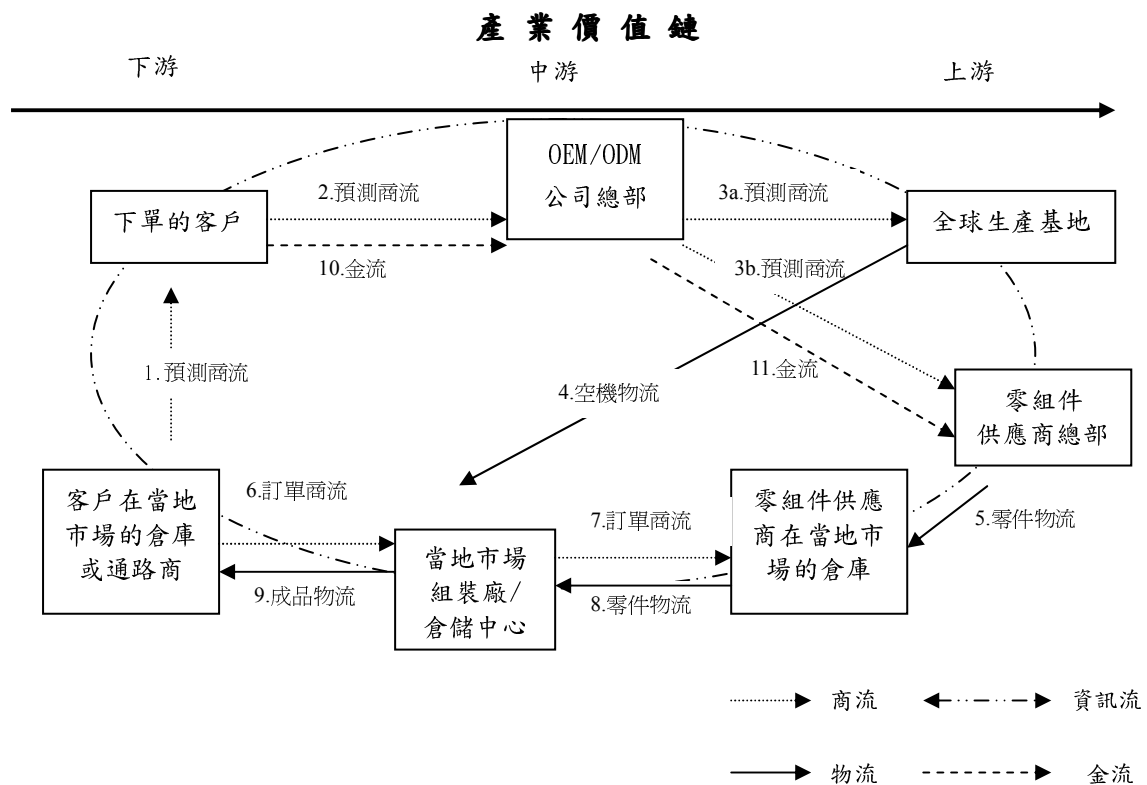 產業價值鏈
下游
中游
上游
OEM/ODM
公司總部
2.預測商流
3a.預測商流
下單的客戶
全球生產基地
10.金流
3b.預測商流
1.預測商流
11.金流
4.空機物流
零組件
供應商總部
客戶在當地
市場的倉庫
或通路商
6.訂單商流
7.訂單商流
零組件供應
商在當地市
場的倉庫
5.零件物流
當地市場
組裝廠/
倉儲中心
9.成品物流
8.零件物流
商流
資訊流
物流
金流